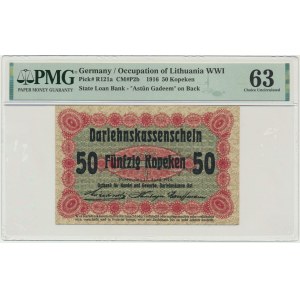 PMG
PAPER MONEY GUARANTY
Germany / Occupation of Lithuania WWI
Pick# R121a CM#P2b 1916 50 Kopeken
State Loan Bank - "Astūn Gadeem" on Back
63
Choice Uncirculated
Darlehnskassenschein
50 Fünfzig Kopeken 50